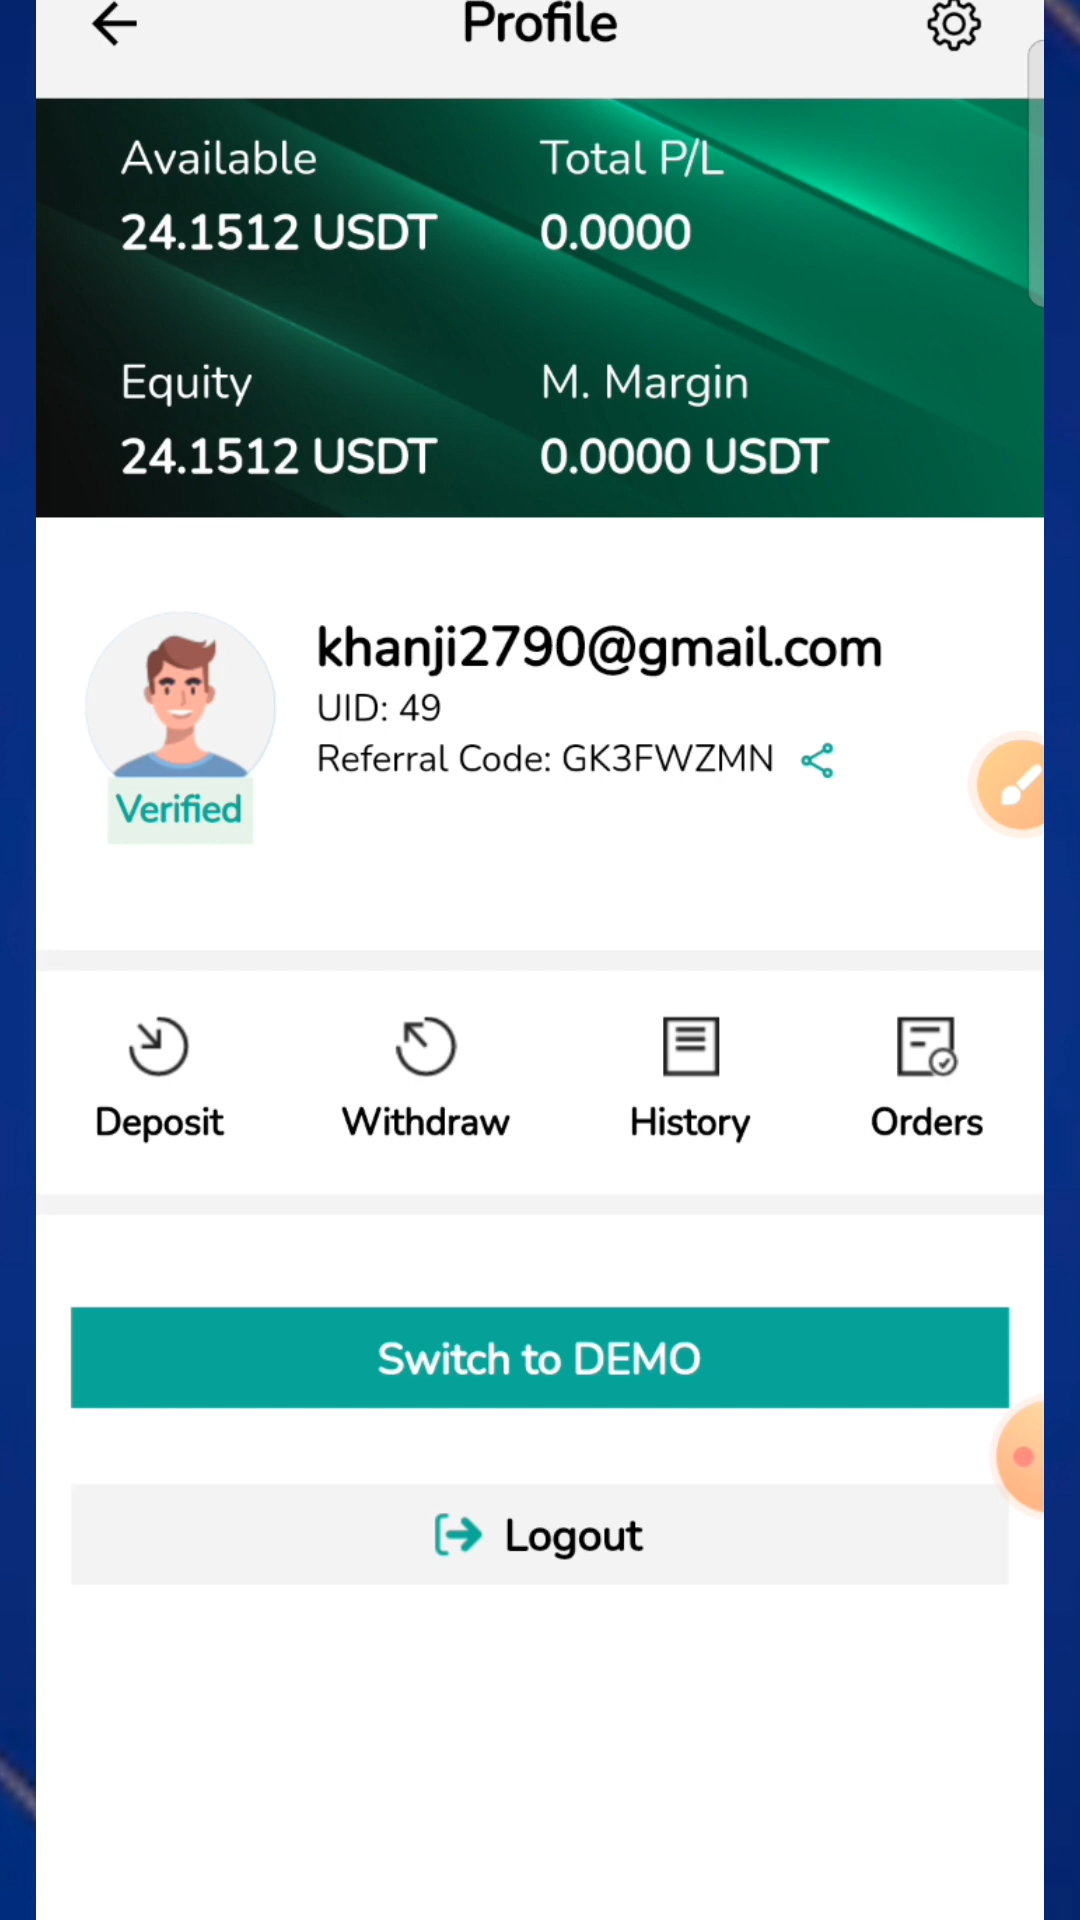 Profile
Available
24.1512 USDT
Total P/L
0.0000
Equity
24.1512 USDT
M. Margin
0.0000 USDT
khanji2790@gmail.com
UID: 49
Referral Code: GK3FWZMN
Verified
Deposit
Withdraw
History
Orders
Switch to DEMO
Logout